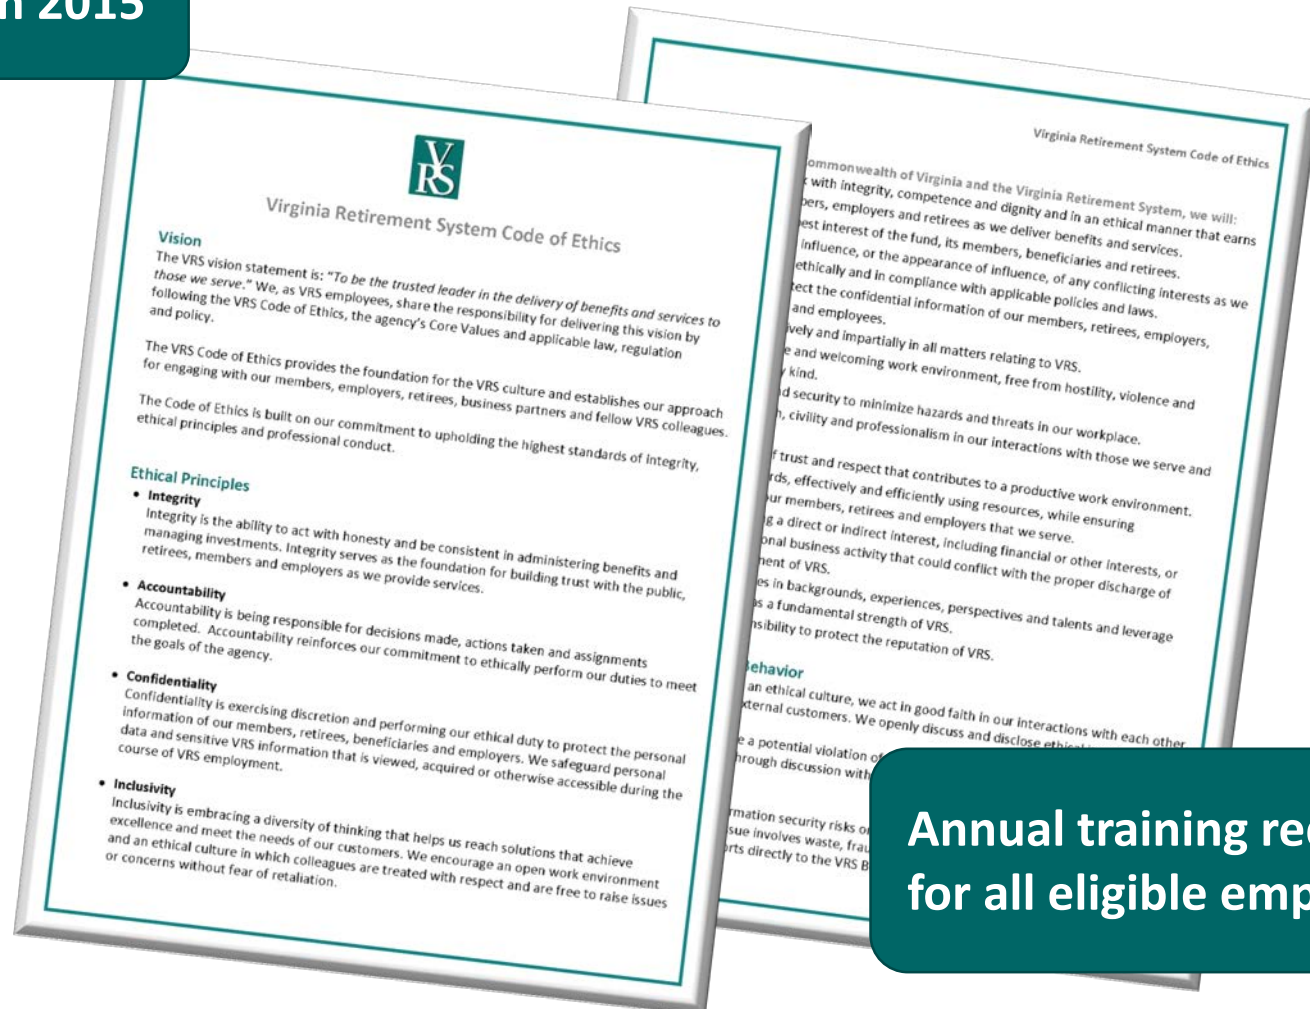 n 2015
VRS
Virginia Retirement System Code of Ethics
Vision
The VRS vision statement is: "To be the trusted leader in the delivery of benefits and services to
those we serve." We, as VRS employees, share the responsibility for delivering this vision by
following the VRS Code of Ethics, the agency's Core Values and applicable law, regulation
and policy.
The VRS Code of Ethics provides the foundation for the VRS culture and establishes our approach
for engaging with our members, employers, retirees, business partners and fellow VRS colleagues.
The Code of Ethics is built on our commitment to upholding the highest standards of integrity,
ethical principles and professional conduct.
Ethical Principles
• Integrity
Integrity is the ability to act with honesty and be consistent in administering benefits and
managing investments. Integrity serves as the foundation for building trust with the public,
retirees, members and employers as we provide services.
• Accountability
Accountability is being responsible for decisions made, actions taken and assignments
completed. Accountability reinforces our commitment to ethically perform our duties to meet
the goals of the agency.
• Confidentiality
Confidentiality is exercising discretion and performing our ethical duty to protect the personal
information of our members, retirees, beneficiaries and employers. We safeguard personal
data and sensitive VRS information that is viewed, acquired or otherwise accessible during the
course of VRS employment.
• Inclusivity
Inclusivity is embracing a diversity of thinking that helps us reach solutions that achieve
excellence and meet the needs of our customers. We encourage an open work environment
and an ethical culture in which colleagues are treated with respect and are free to raise issues
or concerns without fear of retaliation.
Virginia Retirement System Code of Ethics
ommonwealth of Virginia and the Virginia Retirement System, we will:
with integrity, competence and dignity and in an ethical manner that earns
bers, employers and retirees as we deliver benefits and services.
est interest of the fund, its members, beneficiaries and retirees.
influence, or the appearance of influence, of any conflicting interests as we
ethically and in compliance with applicable policies and laws.
tect the confidential information of our members, retirees, employers,
and employees.
ively and impartially in all matters relating to VRS.
e and welcoming work environment, free from hostility, violence and
y kind.
nd security to minimize hazards and threats in our workplace.
n, civility and professionalism in our interactions with those we serve and
f trust and respect that contributes to a productive work environment.
rds, effectively and efficiently using resources, while ensuring
ur members, retirees and employers that we serve.
g a direct or indirect interest, including financial or other interests, or
onal business activity that could conflict with the proper discharge of
ment of VRS.
es in backgrounds, experiences, perspectives and talents and leverage
as a fundamental strength of VRS.
nsibility to protect the reputation of VRS.
ehavior
an ethical culture, we act in good faith in our interactions with each other
xternal customers. We openly discuss and disclose
e a potential violation of
hrough discussion with
rmation security risks or
sue involves waste, frau
rts directly to the VRS B
Annual training re
for all eligible emp